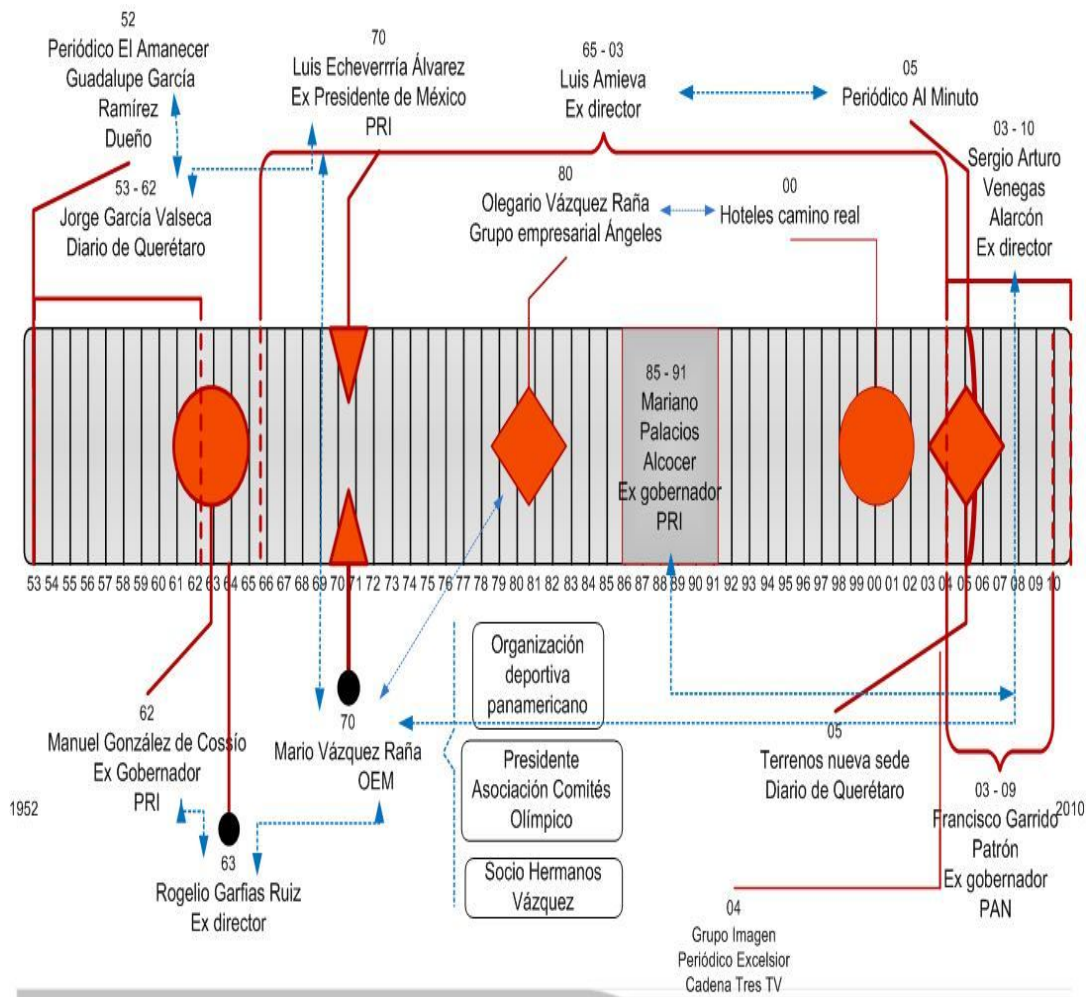 52
Periódico El Amanecer
Guadalupe García
Ramírez
Dueño
53 - 62
Jorge García Valseca
Diario de Querétaro
70
Luis Echeverrría Álvarez
Ex Presidente de México
PRI
65 - 03
Luis Amieva
Ex director
80
Olegario Vázquez Raña
Grupo empresarial Ángeles
00
Hoteles camino real
05
Periódico Al Minuto
03 - 10
Sergio Arturo
Venegas
Alarcón
Ex director
85 - 91
Mariano
Palacios
Alcocer
Ex gobernador
PRI
53 54 55 56 57 58 59 60 61 62 63 64 65 66 67 68 69 70 71 72 73 74 75 76 77 78 79 80 81 82 83 84 85 86 87 88 89 90 91 92 93 94 95 96 97 98 99 00 01 02 03 04 05 06 07 08 09 10
1952
62
Manuel González de Cossío
Ex Gobernador
PRI
63
Rogelio Garfias Ruiz
Ex director
70
Mario Vázquez Raña
OEM
Organización
deportiva
panamericano
Presidente
Asociación Comités
Olímpico
Socio Hermanos
Vázquez
05
Terrenos nueva sede
Diario de Querétaro
04
Grupo Imagen
Periódico Excelsior
Cadena Tres TV
03 - 09
Francisco Garrido
Patrón
Ex gobernador
PAN
2010